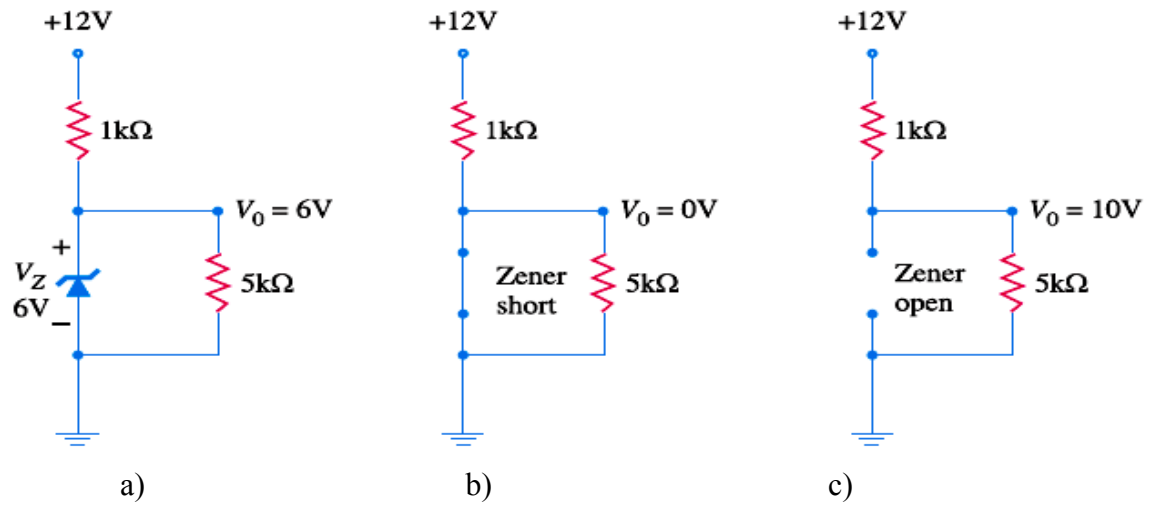 +12V +12V +12V
1kΩ 1kΩ 1kΩ
V₀ = 6V V₀ = 0V V₀ = 10V
+
V_Z
6V
−
5kΩ
Zener
short
5kΩ
Zener
open
5kΩ
a) b) c)